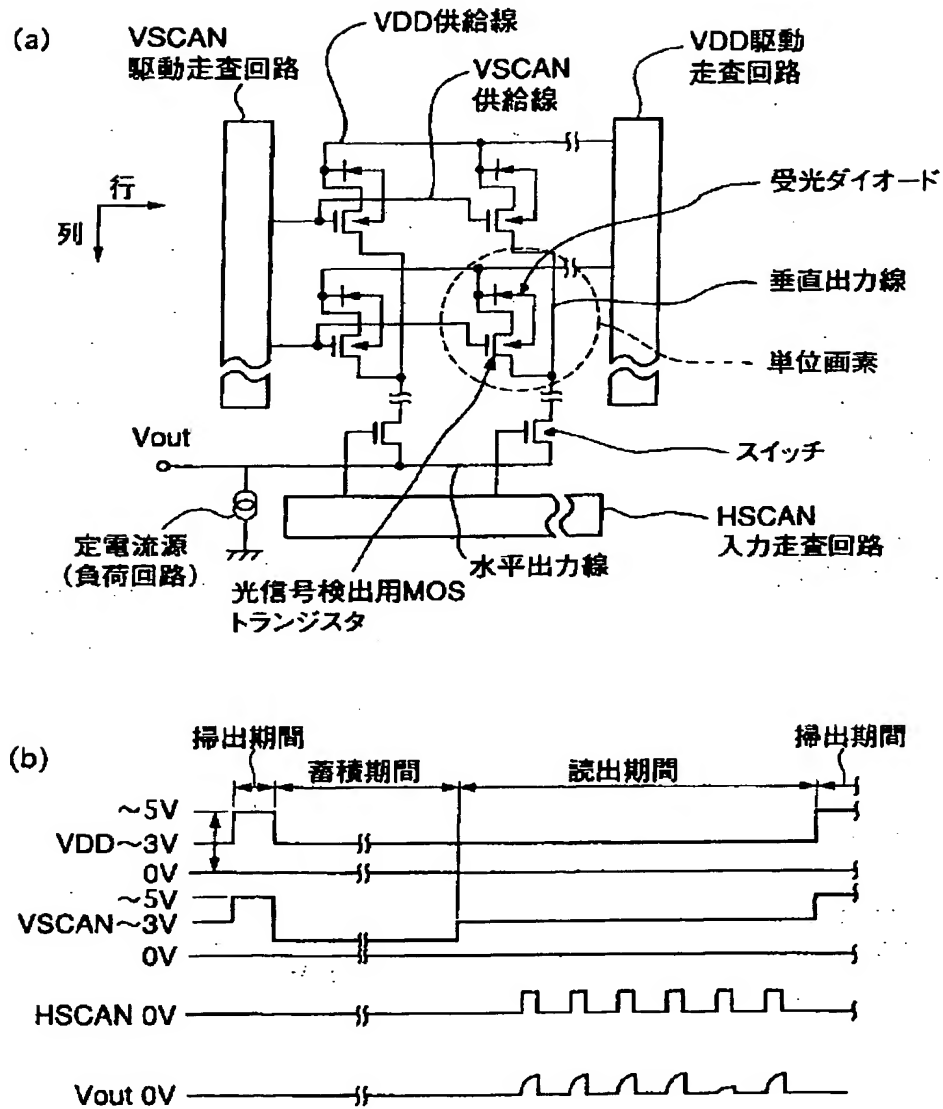 (a)
VSCAN
駆動走査回路
VDD供給線
VSCAN
供給線
VDD駆動
走査回路
行
列
受光ダイオード
垂直出力線
単位画素
Vout
スイッチ
定電流源
(負荷回路)
水平出力線
HSCAN
入力走査回路
光信号検出用MOS
トランジスタ
(b)
掃出期間
蓄積期間
読出期間
掃出期間
~5V
VDD~3V
0V
~5V
VSCAN~3V
0V
HSCAN 0V
Vout 0V